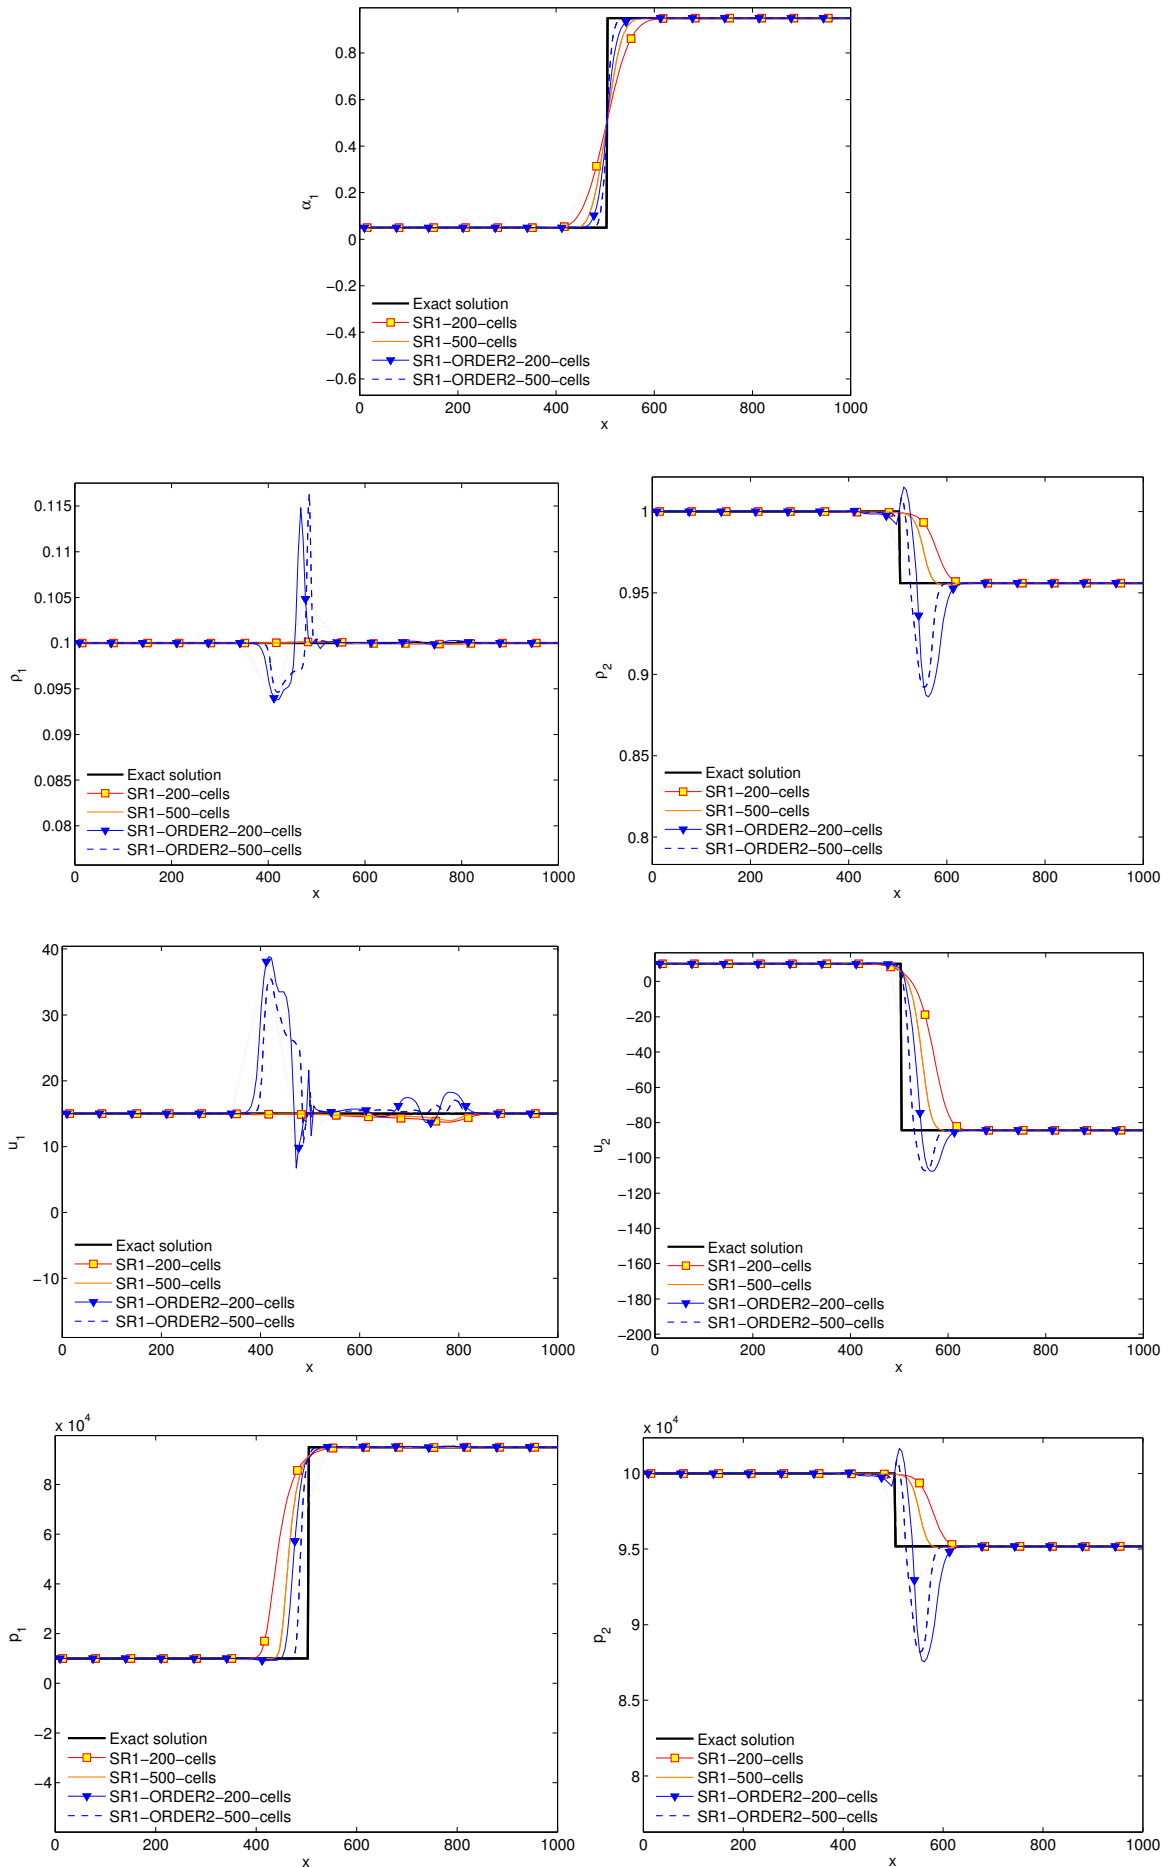 0.8
0.6
0.4
0.2
0
−0.2
−0.4
−0.6
α1
Exact solution
SR1−200−cells
SR1−500−cells
SR1−ORDER2−200−cells
SR1−ORDER2−500−cells
0 200 400 600 800 1000
x
0.115
0.11
0.105
0.1
0.095
0.09
0.085
0.08
ρ1
Exact solution
SR1−200−cells
SR1−500−cells
SR1−ORDER2−200−cells
SR1−ORDER2−500−cells
0 200 400 600 800 1000
x
1
0.95
0.9
0.85
0.8
ρ2
Exact solution
SR1−200−cells
SR1−500−cells
SR1−ORDER2−200−cells
SR1−ORDER2−500−cells
0 200 400 600 800 1000
x
40
30
20
10
0
−10
u1
Exact solution
SR1−200−cells
SR1−500−cells
SR1−ORDER2−200−cells
SR1−ORDER2−500−cells
0 200 400 600 800 1000
x
0
−20
−40
−60
−80
−100
−120
−140
−160
−180
−200
u2
Exact solution
SR1−200−cells
SR1−500−cells
SR1−ORDER2−200−cells
SR1−ORDER2−500−cells
0 200 400 600 800 1000
x
x 10^4
8
6
4
2
0
−2
−4
p1
Exact solution
SR1−200−cells
SR1−500−cells
SR1−ORDER2−200−cells
SR1−ORDER2−500−cells
0 200 400 600 800 1000
x
x 10^4
10
9.5
9
8.5
8
p2
Exact solution
SR1−200−cells
SR1−500−cells
SR1−ORDER2−200−cells
SR1−ORDER2−500−cells
0 200 400 600 800 1000
x